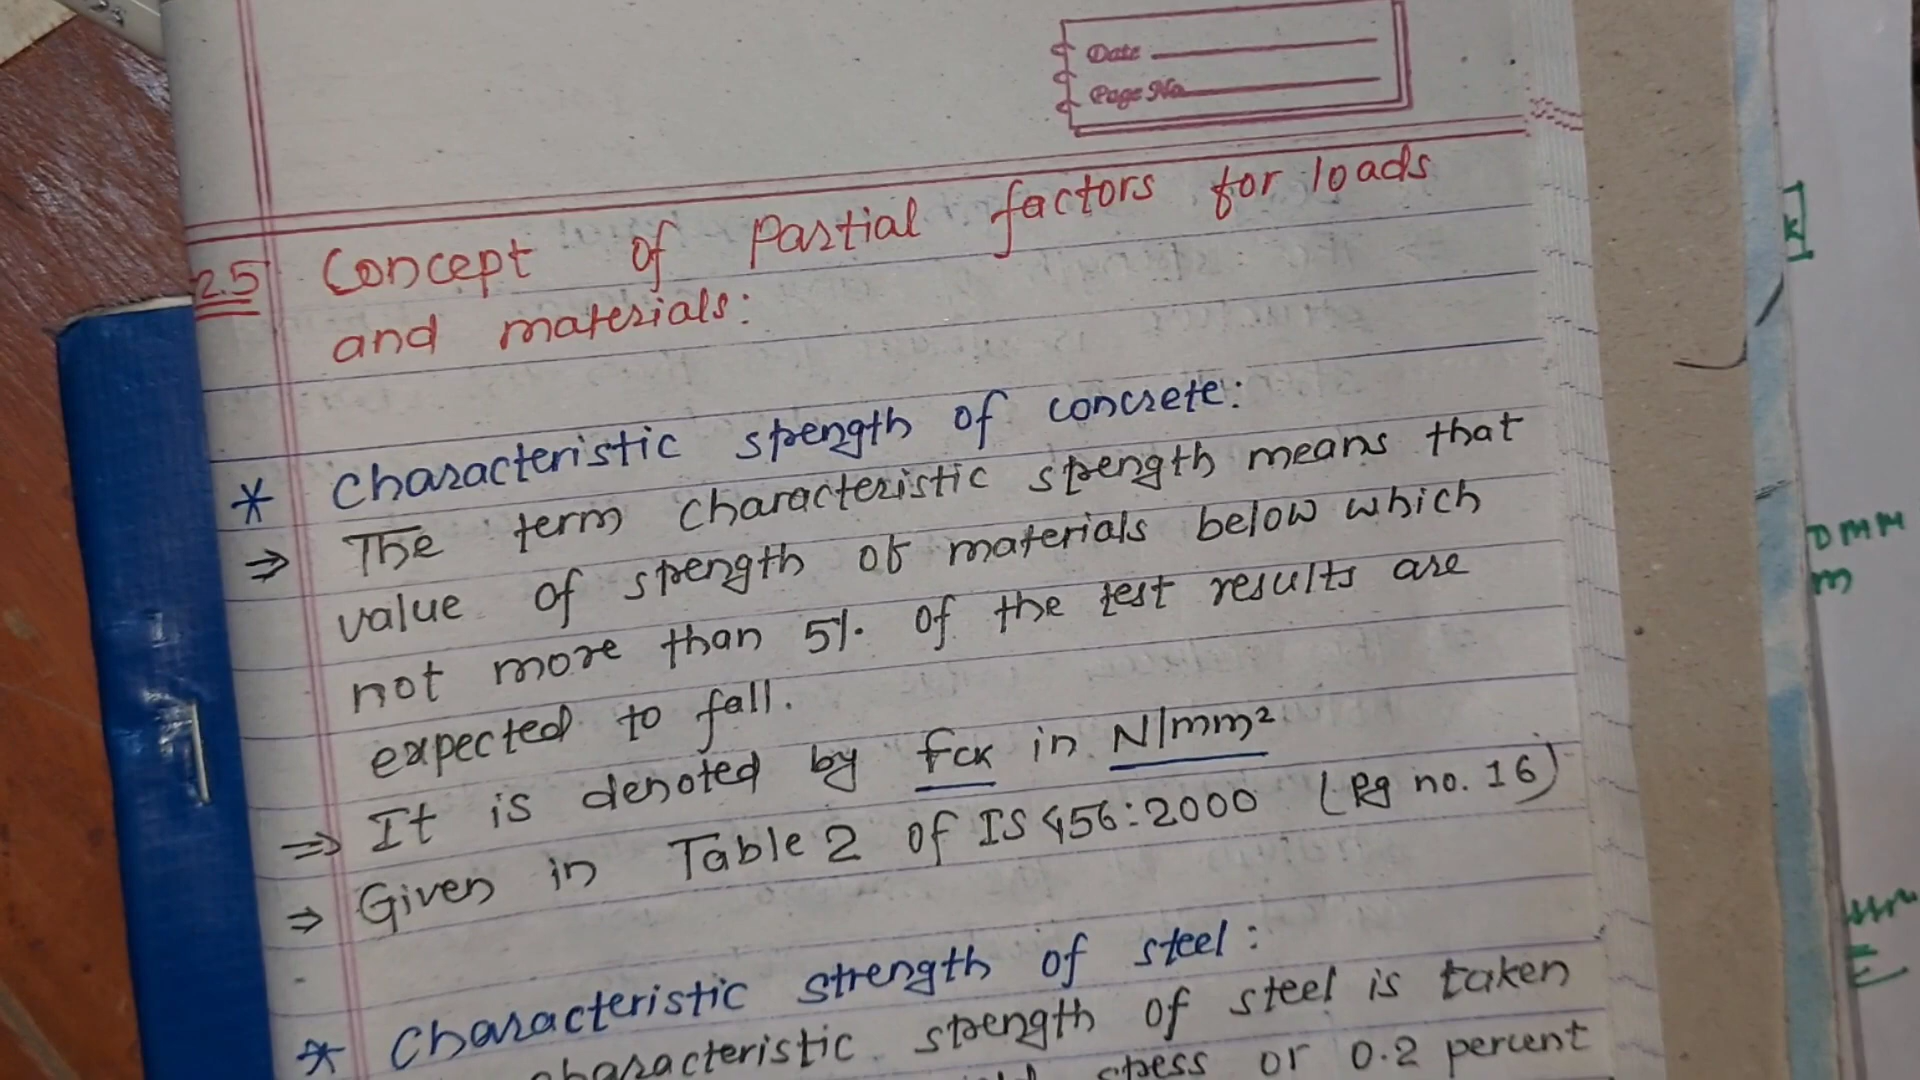 Date
Page No.
2.5 Concept of Partial factors for loads
and materials:
* Characteristic strength of concrete:
⇒ The term characteristic strength means that
value of strength of materials below which
not more than 5%. of the test results are
expected to fall.
⇒ It is denoted by fck in N/mm²
⇒ Given in Table 2 of IS 456:2000 (Pg no. 16)
* Characteristic strength of steel:
characteristic strength of steel is taken
stress or 0.2 percent